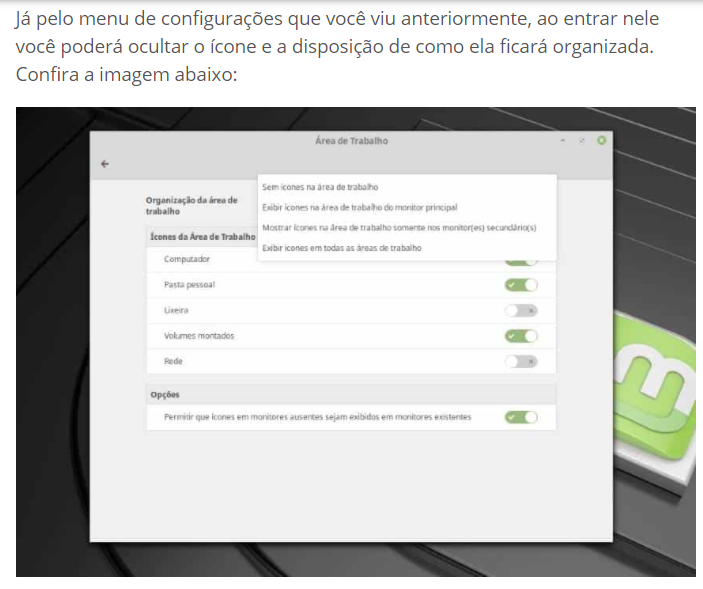 Já pelo menu de configurações que você viu anteriormente, ao entrar nele
você poderá ocultar o ícone e a disposição de como ela ficará organizada.
Confira a imagem abaixo:
Área de Trabalho
Organização da área de
trabalho
Sem ícones na área de trabalho
Exibir ícones na área de trabalho do monitor principal
Mostrar ícones na área de trabalho somente nos monitor(es) secundário(s)
Exibir ícones em todas as áreas de trabalho
Ícones da Área de Trabalho
Computador
Pasta pessoal
Lixeira
Volumes montados
Rede
Opções
Permitir que ícones em monitores ausentes sejam exibidos em monitores existentes